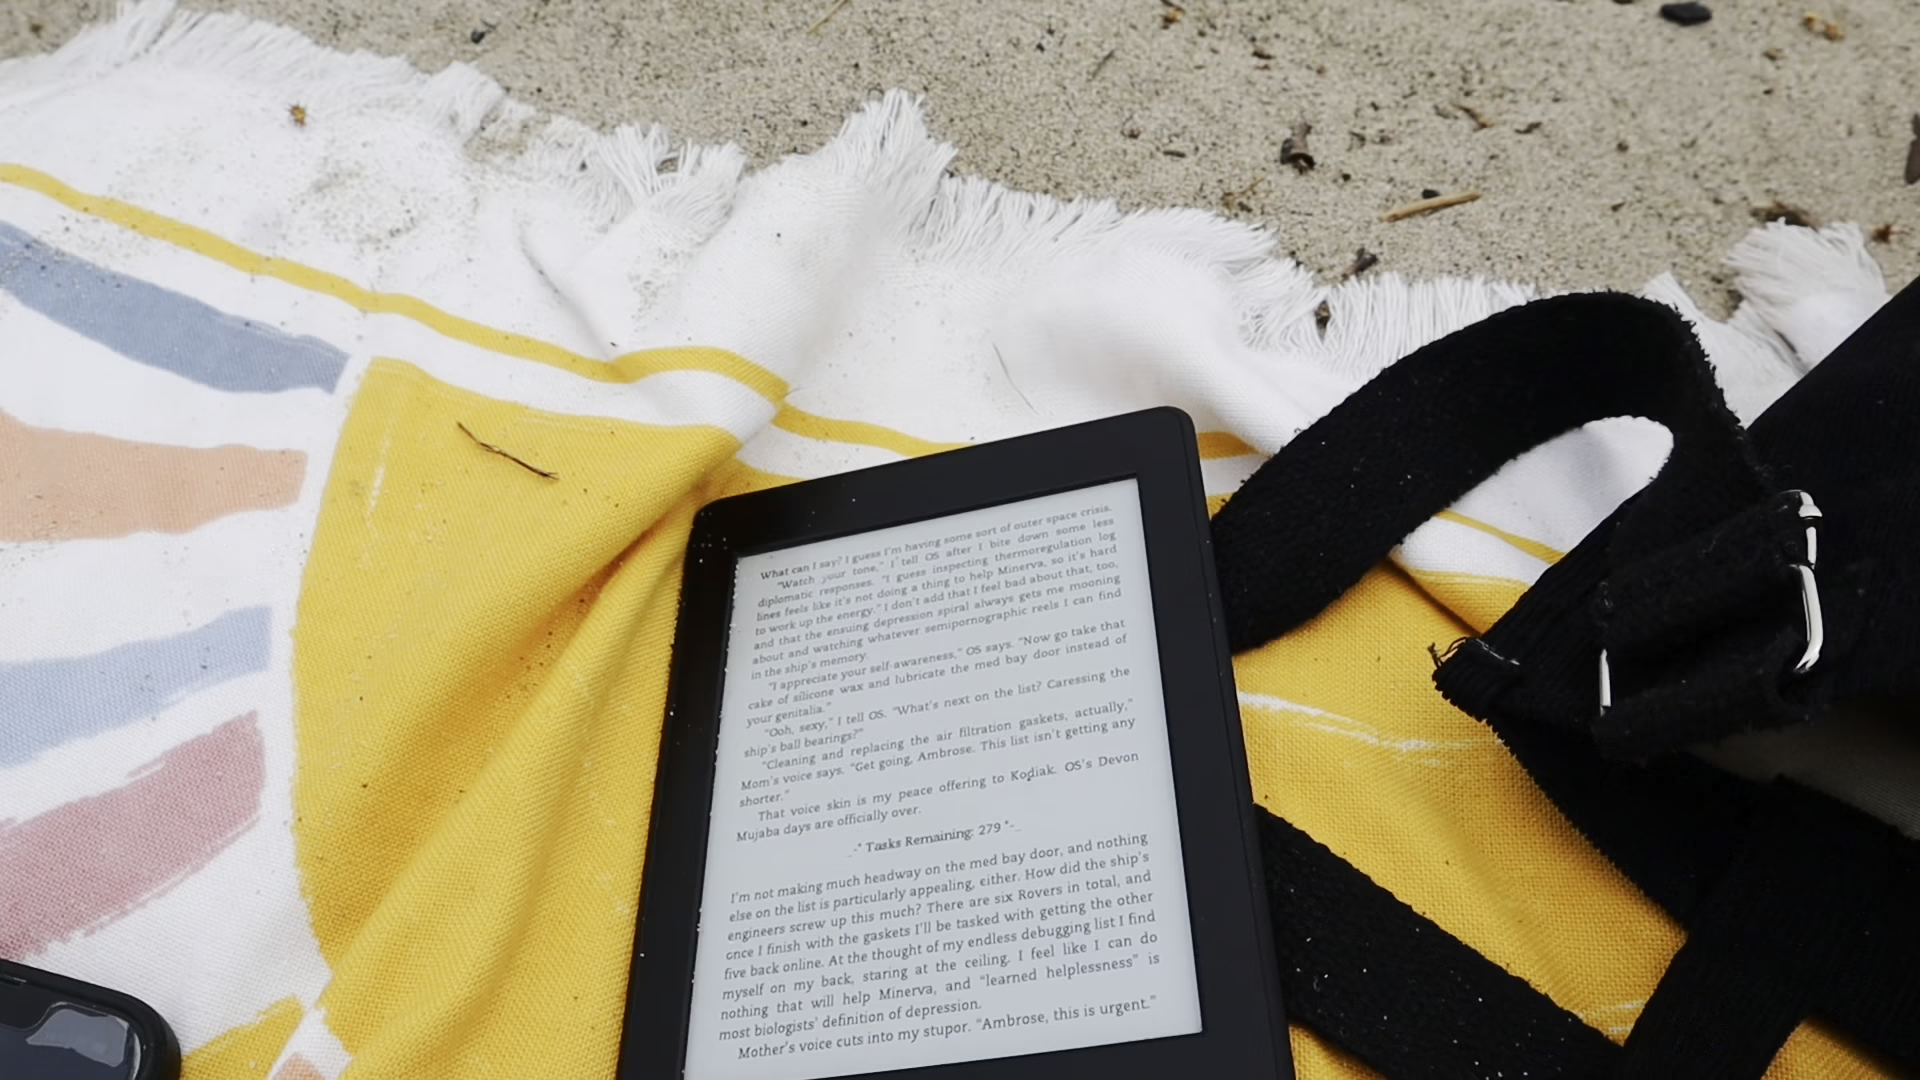 What can I say? I guess I'm having some sort of outer space crisis.
"Watch your tone," I tell OS after I bite down some less
diplomatic responses. "I guess inspecting thermoregulation log
lines feels like it's not doing a thing to help Minerva, so it's hard
to work up the energy." I don't add that I feel bad about that, too,
and that the ensuing depression spiral always gets me mooning
about and watching whatever semipornographic reels I can find
in the ship's memory.
"I appreciate your self-awareness," OS says. "Now go take that
cake of silicone wax and lubricate the med bay door instead of
your genitalia."
"Ooh, sexy," I tell OS. "What's next on the list? Caressing the
ship's ball bearings?"
"Cleaning and replacing the air filtration gaskets, actually,"
Mom's voice says. "Get going, Ambrose. This list isn't getting any
shorter."
That voice skin is my peace offering to Kodiak. OS's Devon
Mujaba days are officially over.
_-* Tasks Remaining: 279 *-_
I'm not making much headway on the med bay door, and nothing
else on the list is particularly appealing, either. How did the ship's
engineers screw up this much? There are six Rovers in total, and
once I finish with the gaskets I'll be tasked with getting the other
five back online. At the thought of my endless debugging list I find
myself on my back, staring at the ceiling. I feel like I can do
nothing that will help Minerva, and "learned helplessness" is
most biologists' definition of depression.
Mother's voice cuts into my stupor. "Ambrose, this is urgent."